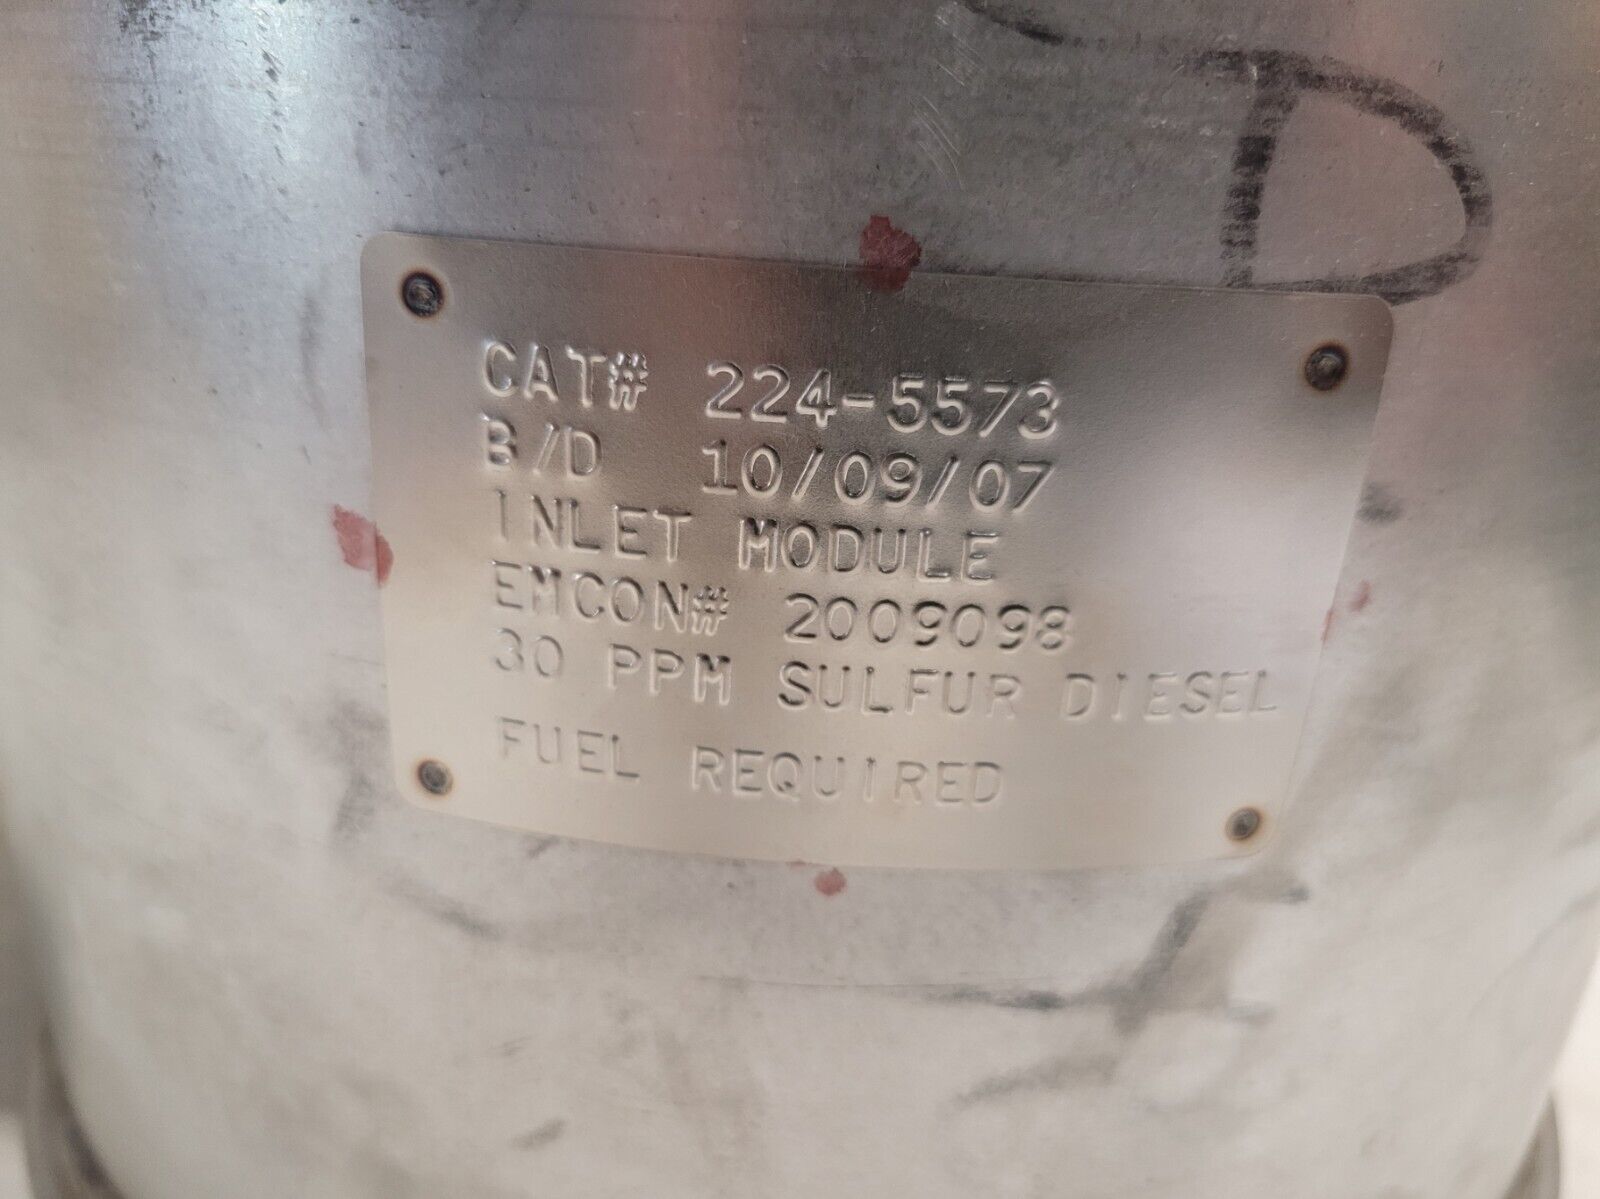 CAT# 224-5573
B/D 10/09/07
INLET MODULE
EMCON# 2009098
30 PPM SULFUR DIESEL
FUEL REQUIRED